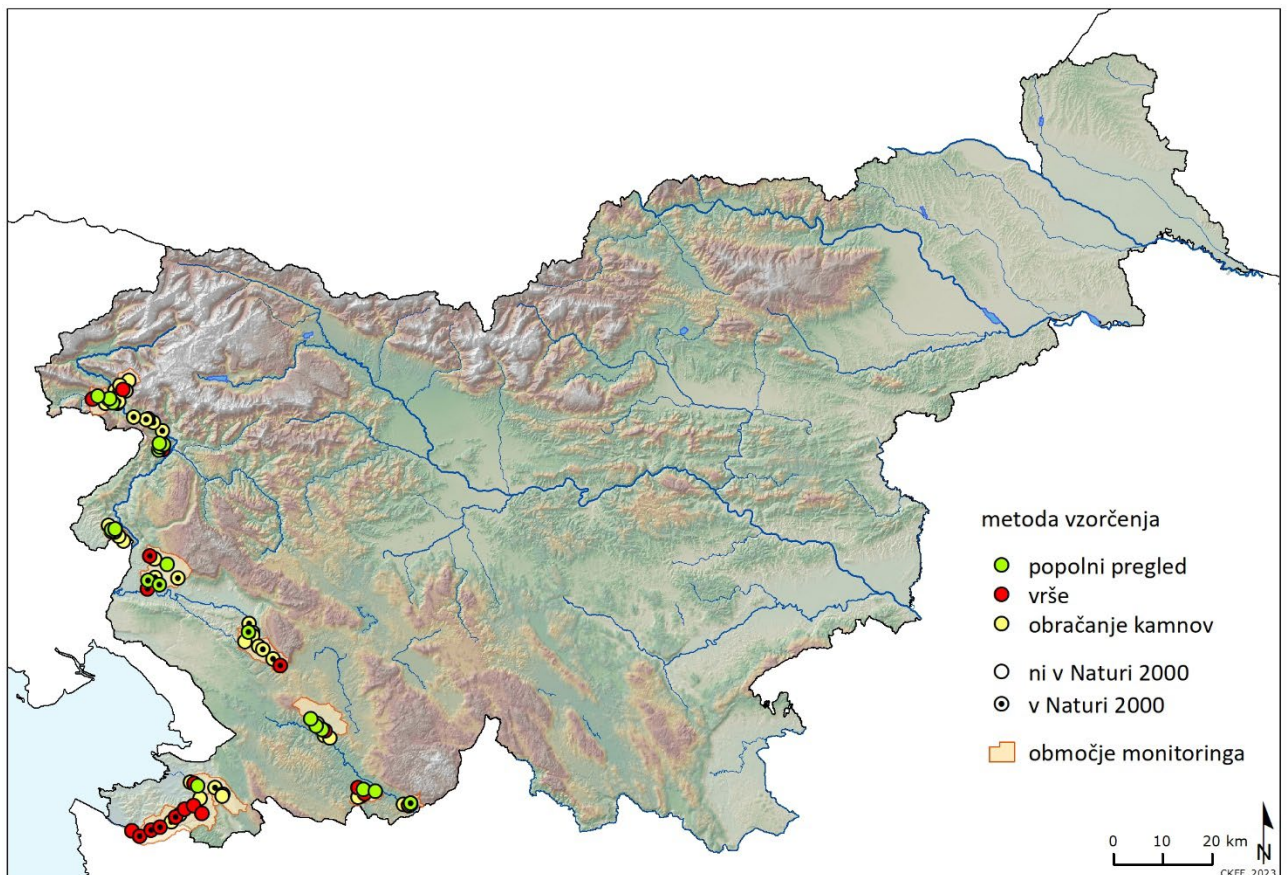 metoda vzorčenja
popolni pregled
vrše
obračanje kamnov
ni v Naturi 2000
v Naturi 2000
območje monitoringa
0 10 20 km
N
CKFF, 2023